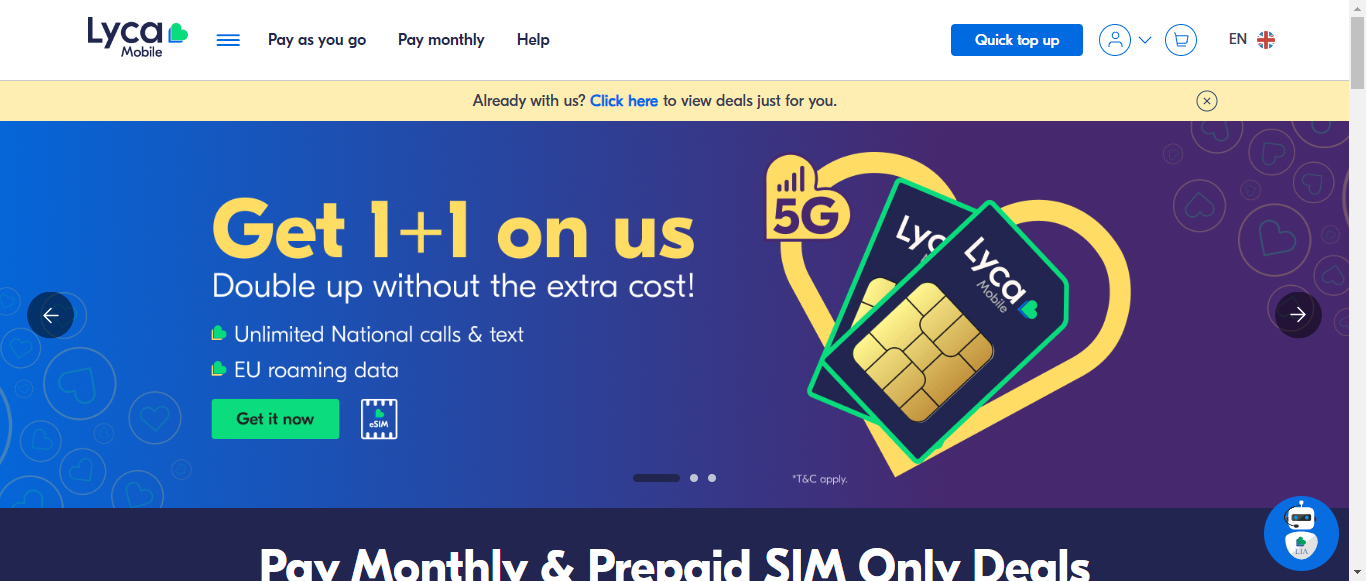 Lyca
Mobile
Pay as you go
Pay monthly
Help
Quick top up
EN
Already with us? Click here to view deals just for you.
Get 1+1 on us
Double up without the extra cost!
Unlimited National calls & text
EU roaming data
Get it now
eSIM
5G
Lyc
Lyca
Mobile
*T&C apply.
Pay Monthly & Prepaid SIM Only Deals